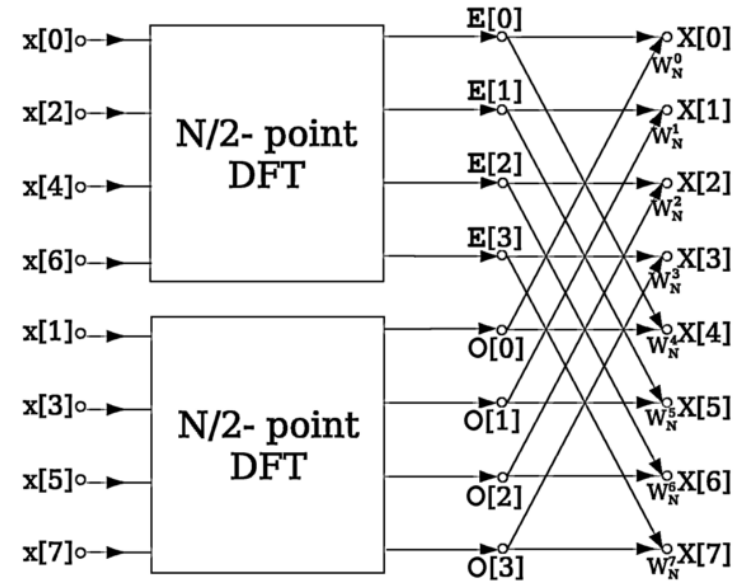 x[0]
x[2]
x[4]
x[6]
N/2- point
DFT
x[1]
x[3]
x[5]
x[7]
N/2- point
DFT
E[0]
E[1]
E[2]
E[3]
O[0]
O[1]
O[2]
O[3]
X[0]
W_N^0
X[1]
W_N^1
X[2]
W_N^2
X[3]
W_N^3
X[4]
W_N^4
X[5]
W_N^5
X[6]
W_N^6
X[7]
W_N^7